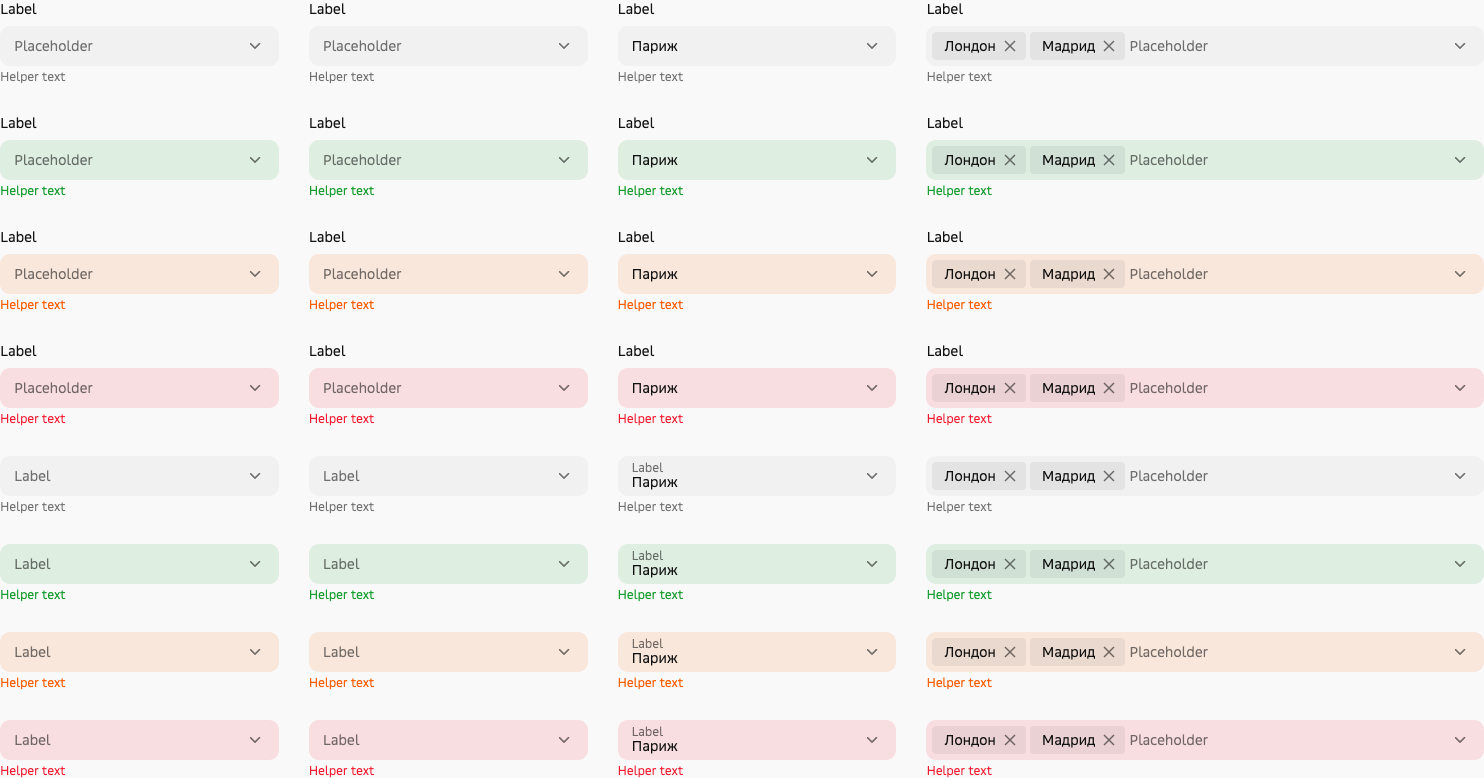 Label Label Label Label
Placeholder Placeholder Париж Лондон Мадрид Placeholder
Helper text Helper text Helper text Helper text
Label Label Label Label
Placeholder Placeholder Париж Лондон Мадрид Placeholder
Helper text Helper text Helper text Helper text
Label Label Label Label
Placeholder Placeholder Париж Лондон Мадрид Placeholder
Helper text Helper text Helper text Helper text
Label Label Label Label
Placeholder Placeholder Париж Лондон Мадрид Placeholder
Helper text Helper text Helper text Helper text
Label
Label Label Париж Лондон Мадрид Placeholder
Helper text Helper text Helper text Helper text
Label
Label Label Париж Лондон Мадрид Placeholder
Helper text Helper text Helper text Helper text
Label
Label Label Париж Лондон Мадрид Placeholder
Helper text Helper text Helper text Helper text
Label
Label Label Париж Лондон Мадрид Placeholder
Helper text Helper text Helper text Helper text